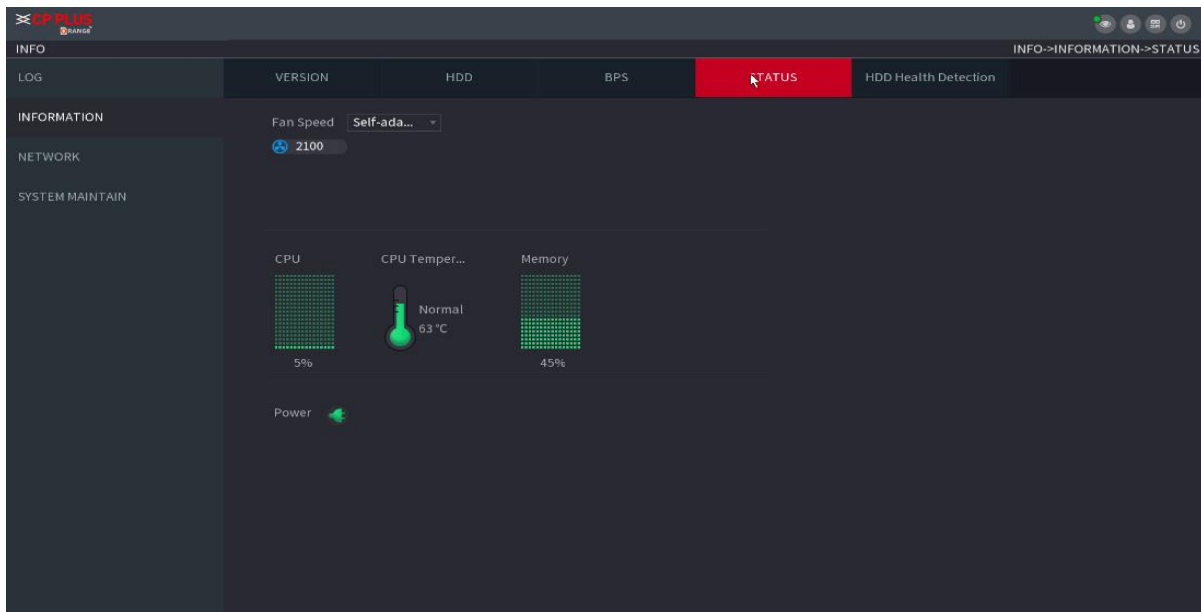 CP PLUS
ORANGE
INFO
INFO->INFORMATION->STATUS
LOG
VERSION
HDD
BPS
STATUS
HDD Health Detection
INFORMATION
NETWORK
SYSTEM MAINTAIN
Fan Speed
Self-ada...
2100
CPU
CPU Temper...
Memory
Normal
63 °C
5%
45%
Power